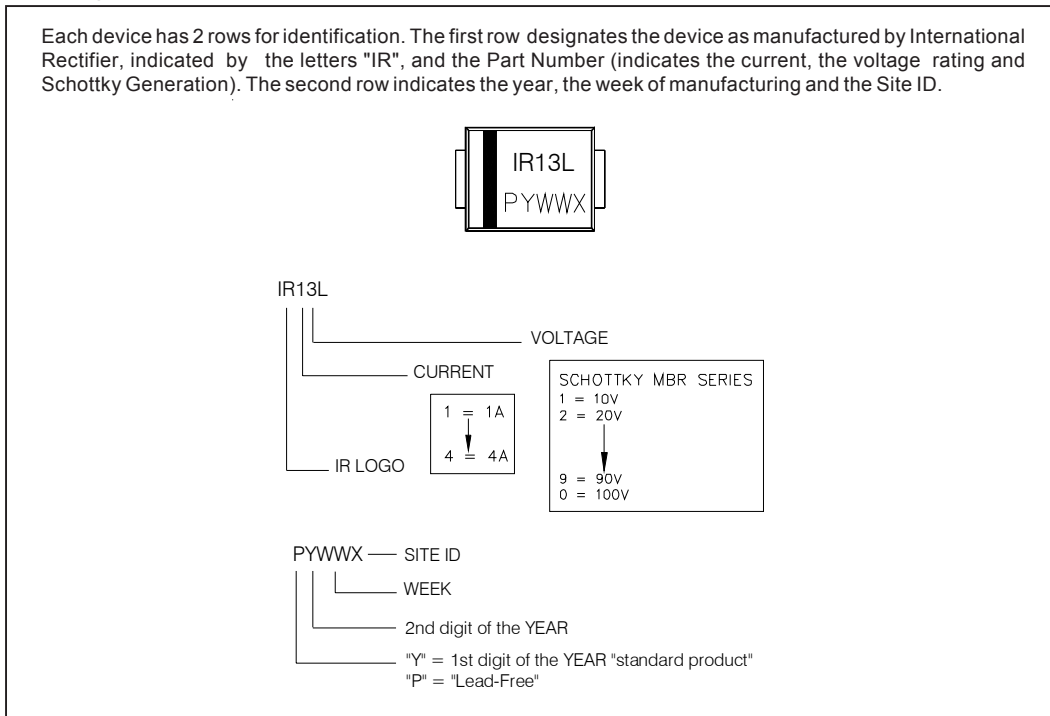 Each device has 2 rows for identification. The first row designates the device as manufactured by International
Rectifier, indicated by the letters "IR", and the Part Number (indicates the current, the voltage rating and
Schottky Generation). The second row indicates the year, the week of manufacturing and the Site ID.
IR13L
PYWWX
IR13L
VOLTAGE
CURRENT
SCHOTTKY MBR SERIES
1 = 10V
2 = 20V
9 = 90V
0 = 100V
1 = 1A
4 = 4A
IR LOGO
PYWWX
SITE ID
WEEK
2nd digit of the YEAR
"Y" = 1st digit of the YEAR "standard product"
"P" = "Lead-Free"